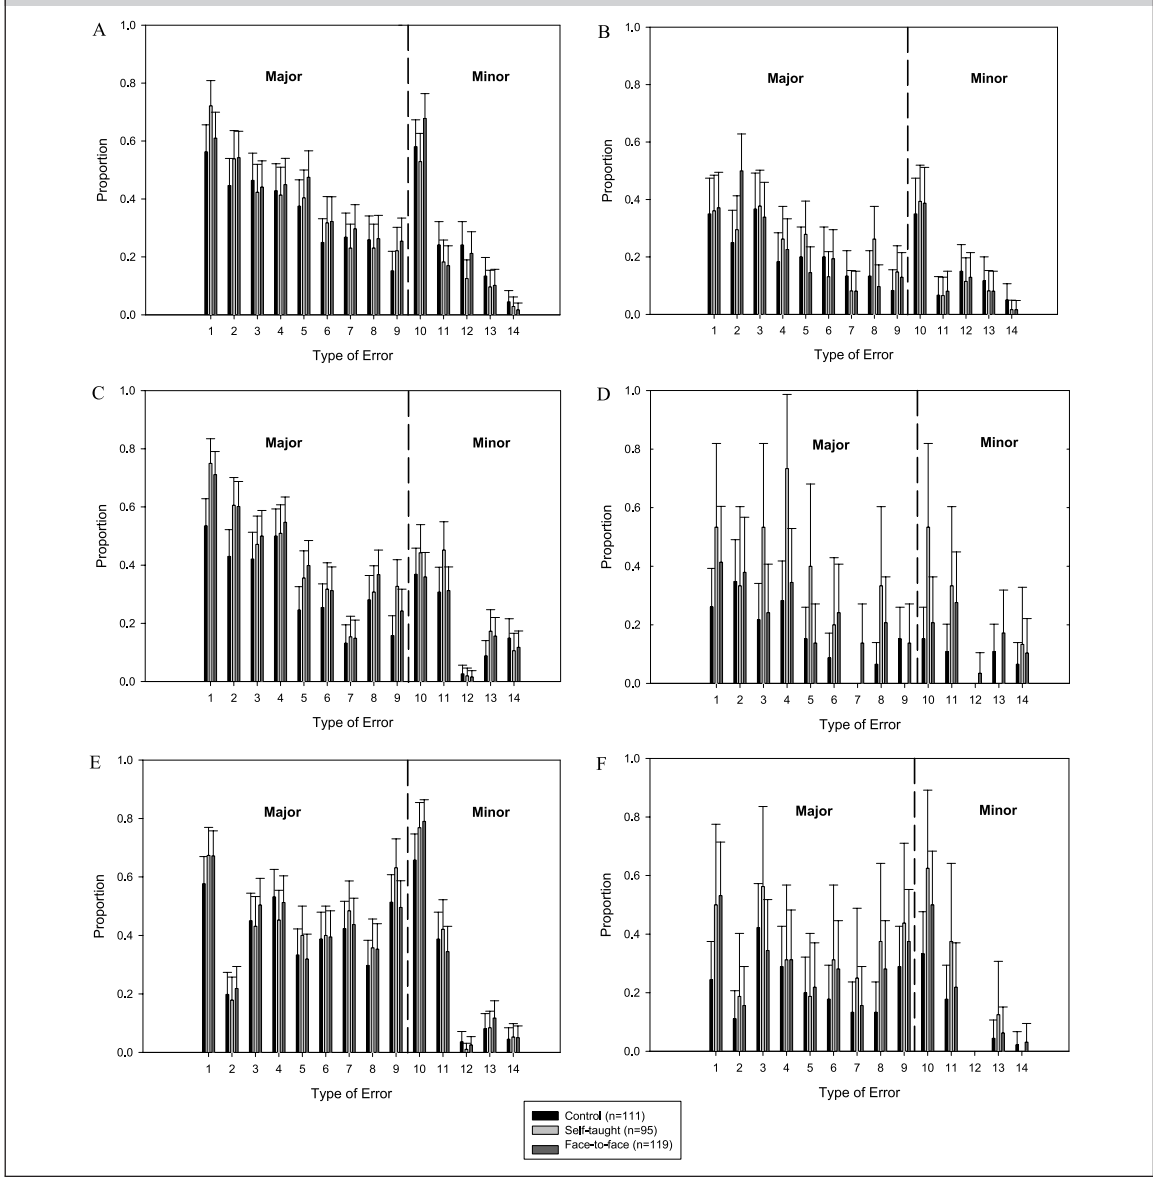 A
1.0
0.8
0.6
0.4
0.2
0.0
Proportion
Major
Minor
1 2 3 4 5 6 7 8 9 10 11 12 13 14
Type of Error
B
1.0
0.8
0.6
0.4
0.2
0.0
Proportion
Major
Minor
1 2 3 4 5 6 7 8 9 10 11 12 13 14
Type of Error
C
1.0
0.8
0.6
0.4
0.2
0.0
Proportion
Major
Minor
1 2 3 4 5 6 7 8 9 10 11 12 13 14
Type of Error
D
1.0
0.8
0.6
0.4
0.2
0.0
Proportion
Major
Minor
1 2 3 4 5 6 7 8 9 10 11 12 13 14
Type of Error
E
1.0
0.8
0.6
0.4
0.2
0.0
Proportion
Major
Minor
1 2 3 4 5 6 7 8 9 10 11 12 13 14
Type of Error
F
1.0
0.8
0.6
0.4
0.2
0.0
Proportion
Major
Minor
1 2 3 4 5 6 7 8 9 10 11 12 13 14
Type of Error
Control (n=111)
Self-taught (n=95)
Face-to-face (n=119)